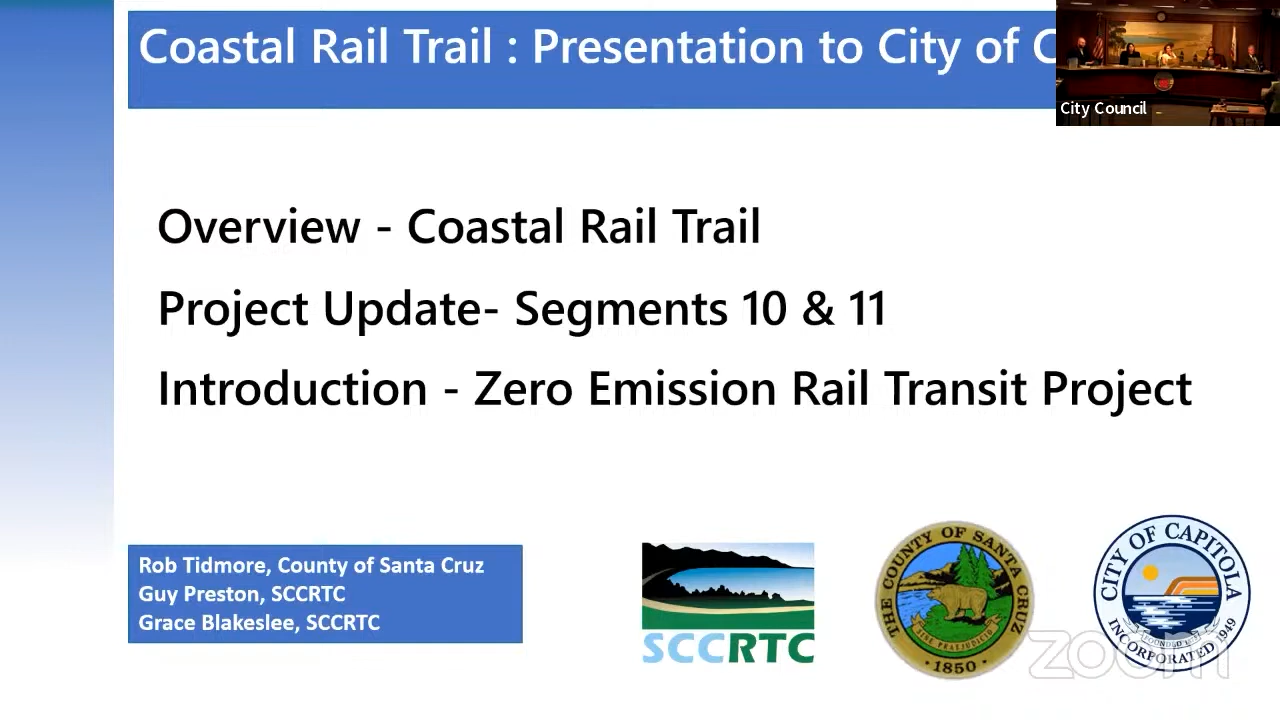 Coastal Rail Trail : Presentation to City of C
City Council
Overview - Coastal Rail Trail
Project Update- Segments 10 & 11
Introduction - Zero Emission Rail Transit Project
Rob Tidmore, County of Santa Cruz
Guy Preston, SCCRTC
Grace Blakeslee, SCCRTC
SCCRTC
THE COUNTY OF SANTA CRUZ
SINE PRAEJUDICIO
• 1850 •
CITY OF CAPITOLA
INCORPORATED 1949
zoom